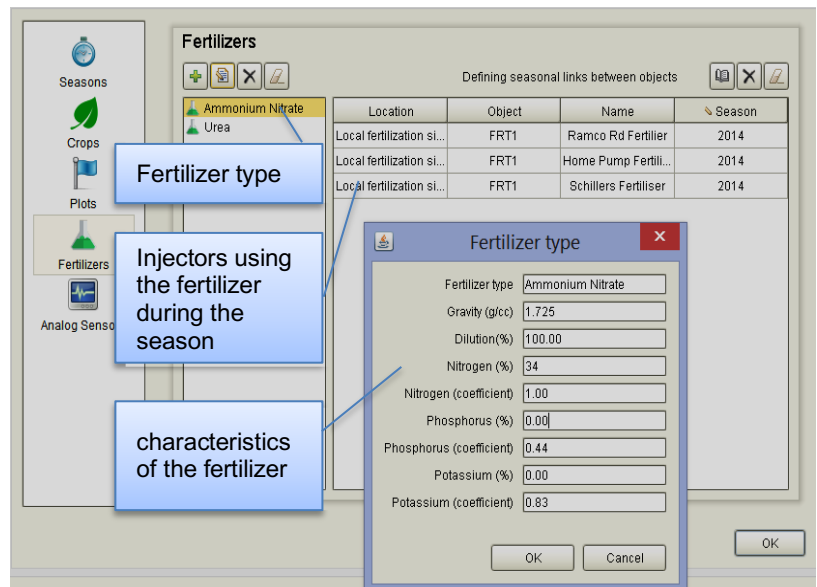 Fertilizers
Seasons
Crops
Plots
Fertilizers
Analog Senso
Defining seasonal links between objects
Ammonium Nitrate
Urea
Location Object Name Season
Local fertilization si... FRT1 Ramco Rd Fertilier 2014
Local fertilization si... FRT1 Home Pump Fertili... 2014
Local fertilization si... FRT1 Schillers Fertiliser 2014
Fertilizer type
Injectors using
the fertilizer
during the
season
characteristics
of the fertilizer
Fertilizer type
Fertilizer type Ammonium Nitrate
Gravity (g/cc) 1.725
Dilution(%) 100.00
Nitrogen (%) 34
Nitrogen (coefficient) 1.00
Phosphorus (%) 0.00
Phosphorus (coefficient) 0.44
Potassium (%) 0.00
Potassium (coefficient) 0.83
OK Cancel
OK